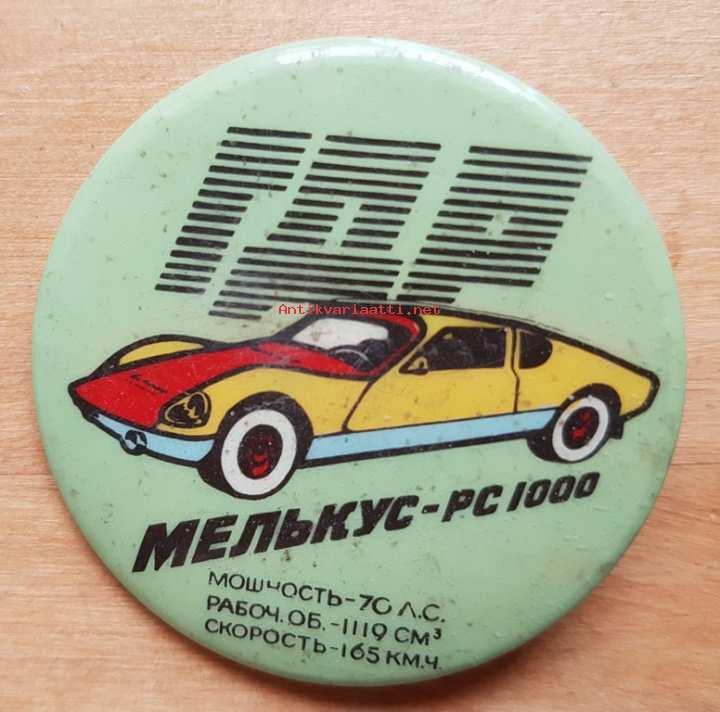 ГДР
Antikvariaatti.net
МЕЛЬКУС-РС 1000
МОЩНОСТЬ-70 Л.С.
РАБОЧ. ОБ.-1119 СМ³
СКОРОСТЬ-165 КМ.Ч.